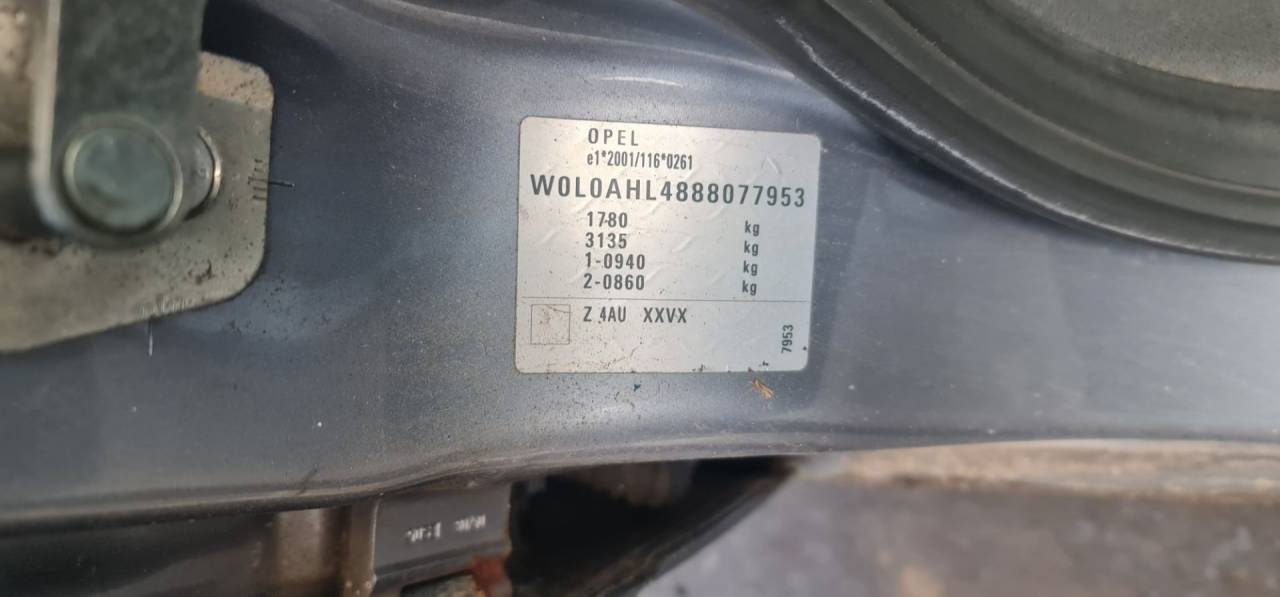 OPEL
e1*2001/116*0261
W0L0AHL4888077953
1780 kg
3135 kg
1-0940 kg
2-0860 kg
Z 4AU XXVX
7953